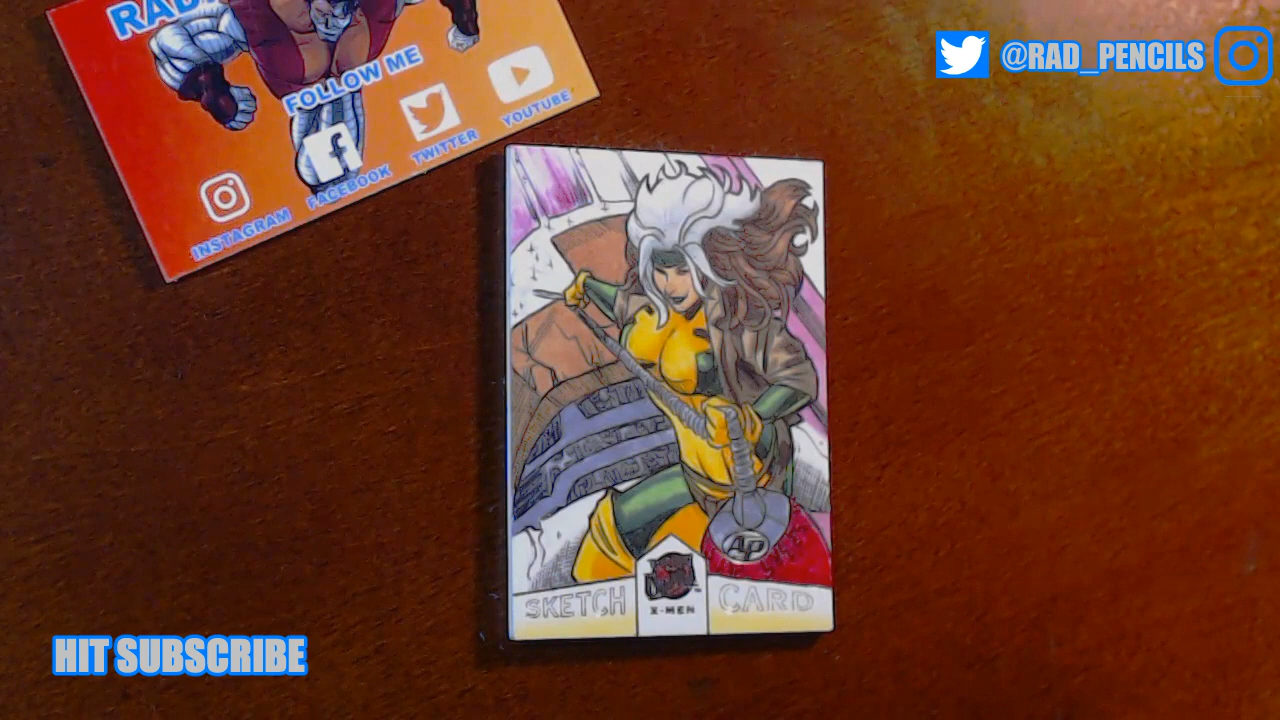 RAD
FOLLOW ME
INSTAGRAM
FACEBOOK
TWITTER
YOUTUBE
@RAD_PENCILS
AP
SKETCH
X-MEN
CARD
HIT SUBSCRIBE